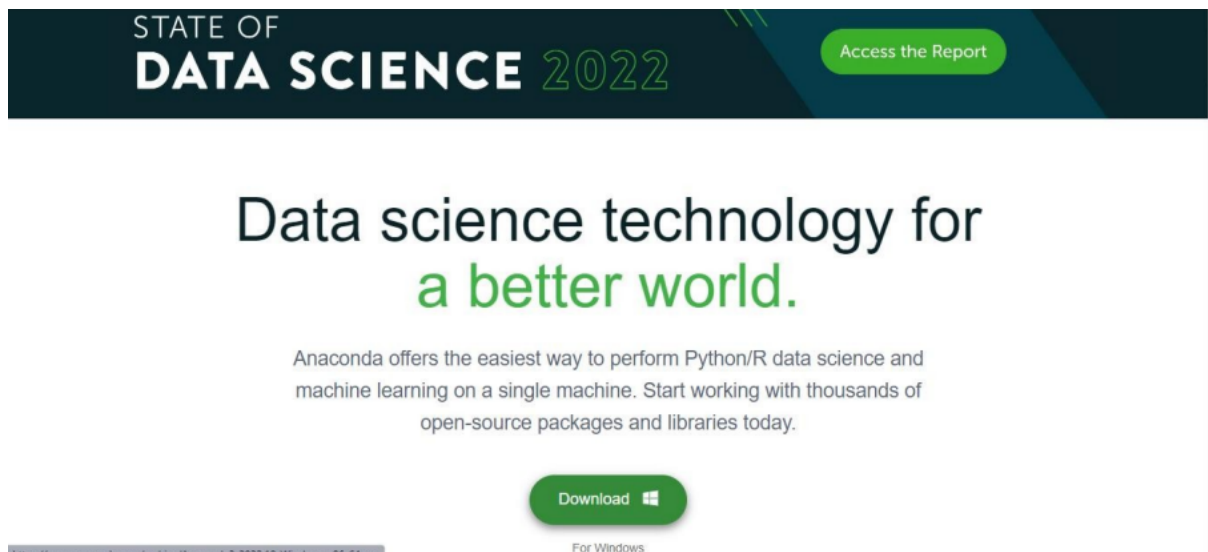 STATE OF
DATA SCIENCE 2022
Access the Report
Data science technology for
a better world.
Anaconda offers the easiest way to perform Python/R data science and
machine learning on a single machine. Start working with thousands of
open-source packages and libraries today.
Download
For Windows